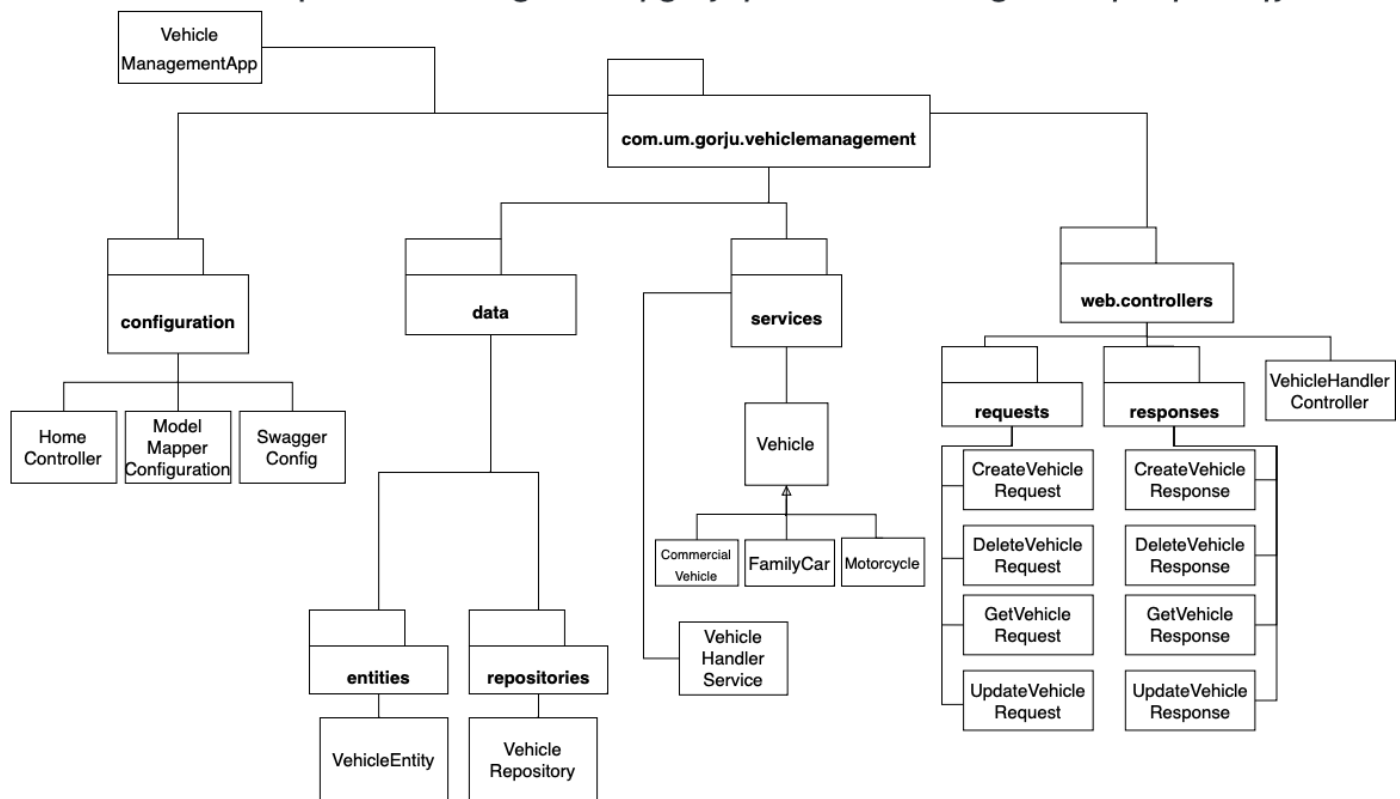 Vehicle
ManagementApp
com.um.gorju.vehiclemanagement
configuration
data
services
web.controllers
Home
Controller
Model
Mapper
Configuration
Swagger
Config
Vehicle
requests
responses
VehicleHandler
Controller
CreateVehicle
Request
CreateVehicle
Response
DeleteVehicle
Request
DeleteVehicle
Response
GetVehicle
Request
GetVehicle
Response
UpdateVehicle
Request
UpdateVehicle
Response
Commercial
Vehicle
FamilyCar
Motorcycle
Vehicle
Handler
Service
entities
repositories
VehicleEntity
Vehicle
Repository